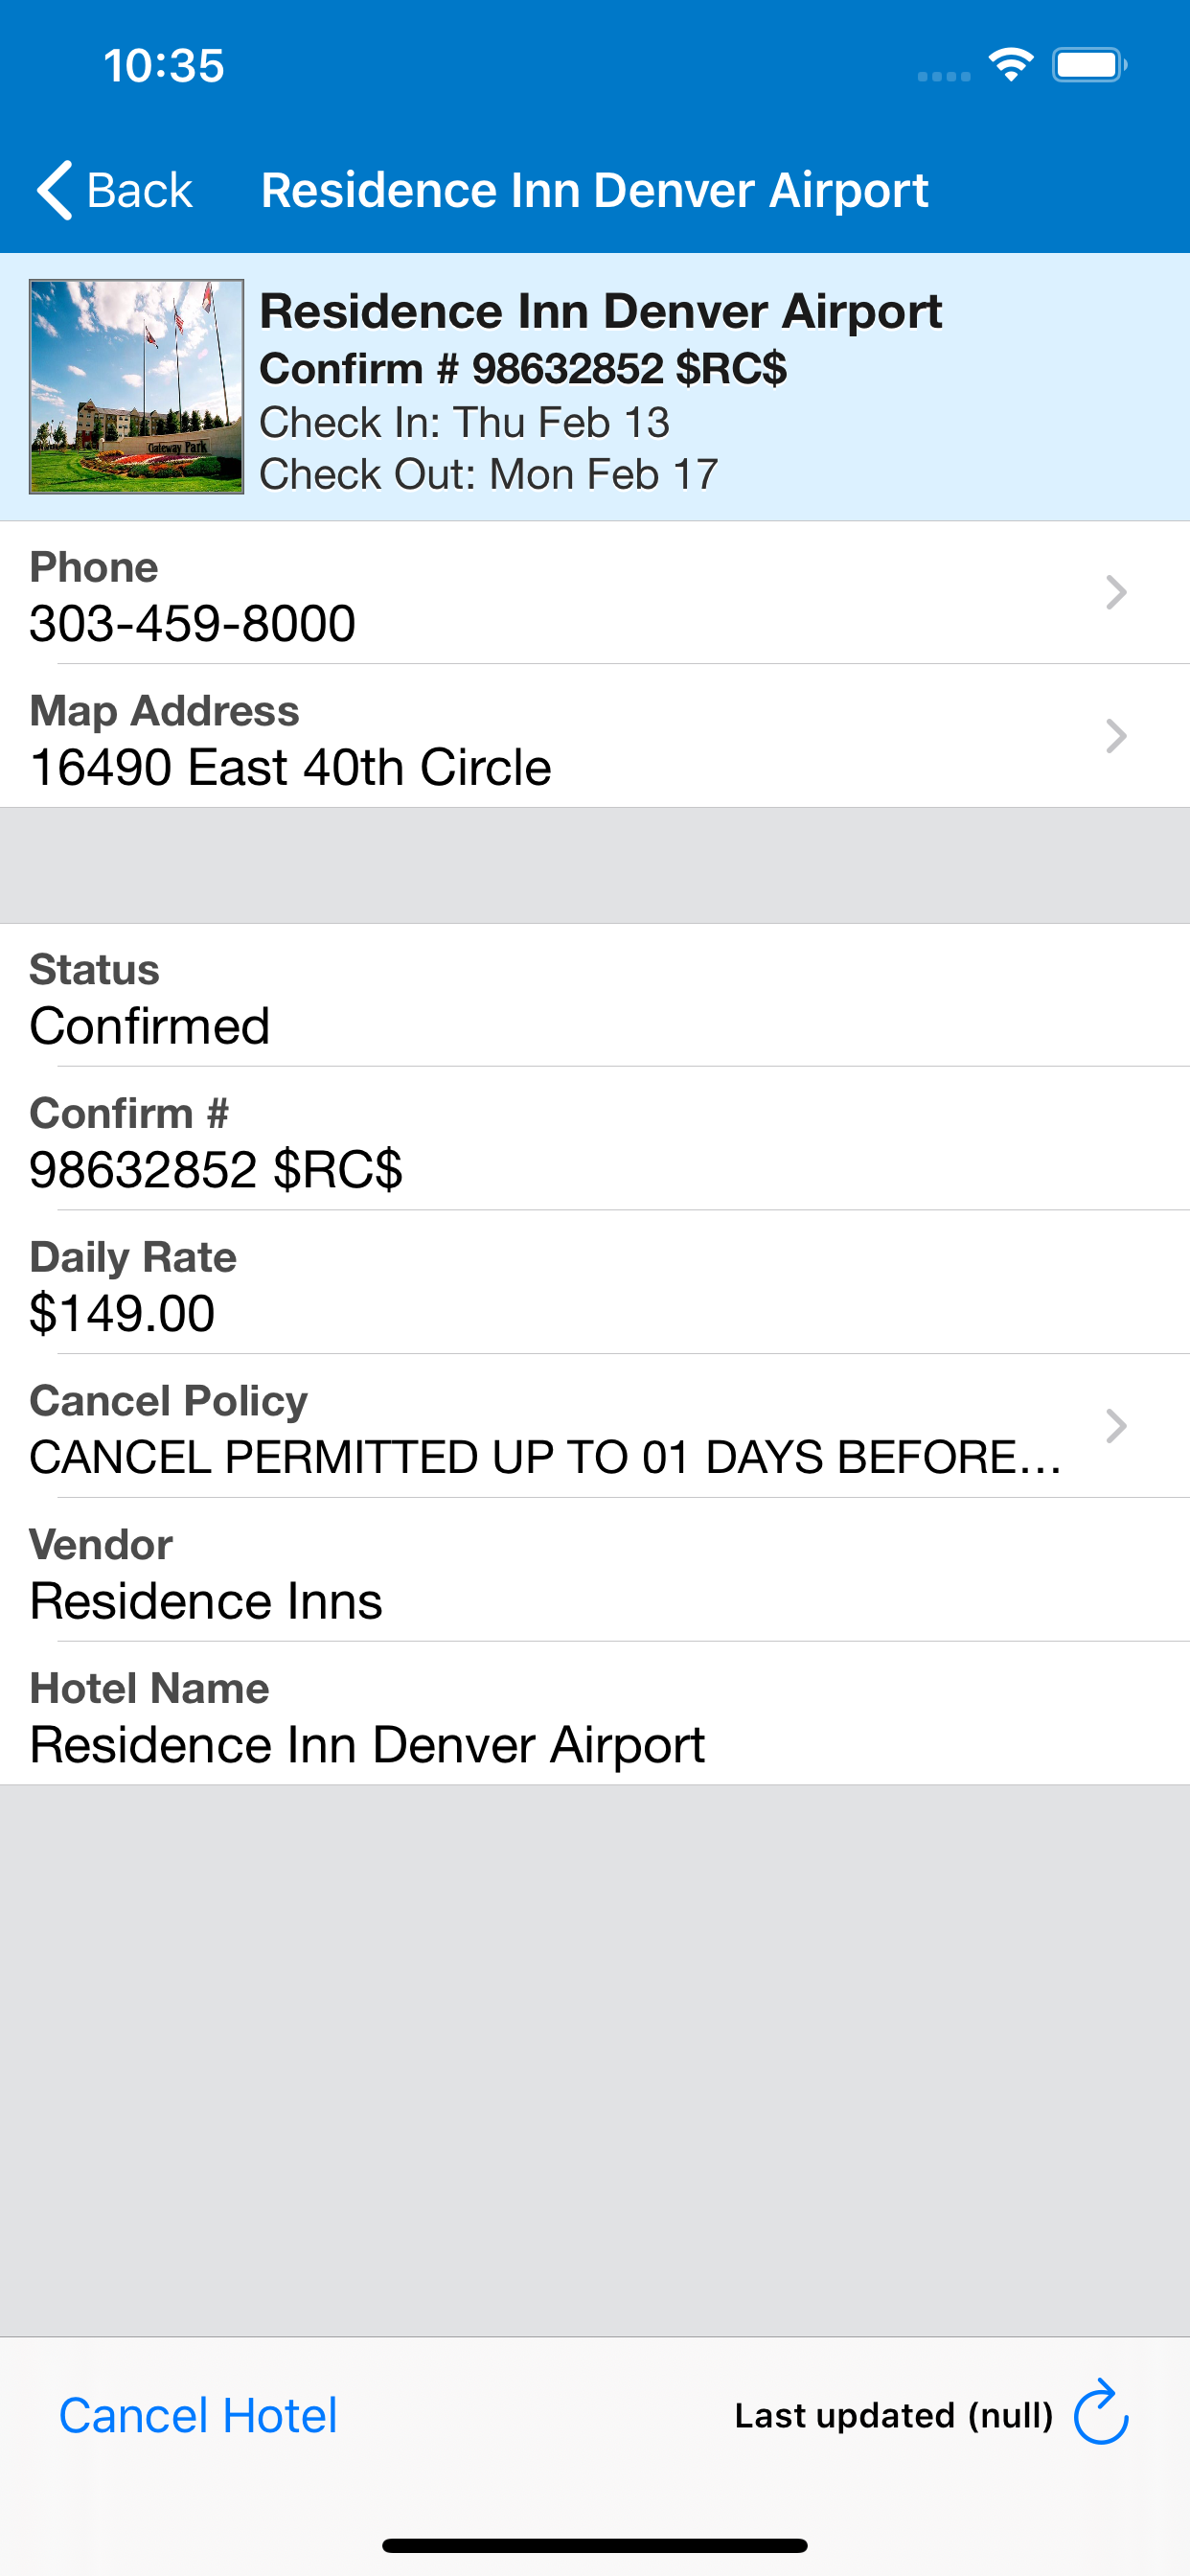 10:35
Back
Residence Inn Denver Airport
Gateway Park
Residence Inn Denver Airport
Confirm # 98632852 $RC$
Check In: Thu Feb 13
Check Out: Mon Feb 17
Phone
303-459-8000
Map Address
16490 East 40th Circle
Status
Confirmed
Confirm #
98632852 $RC$
Daily Rate
$149.00
Cancel Policy
CANCEL PERMITTED UP TO 01 DAYS BEFORE...
Vendor
Residence Inns
Hotel Name
Residence Inn Denver Airport
Cancel Hotel
Last updated (null)